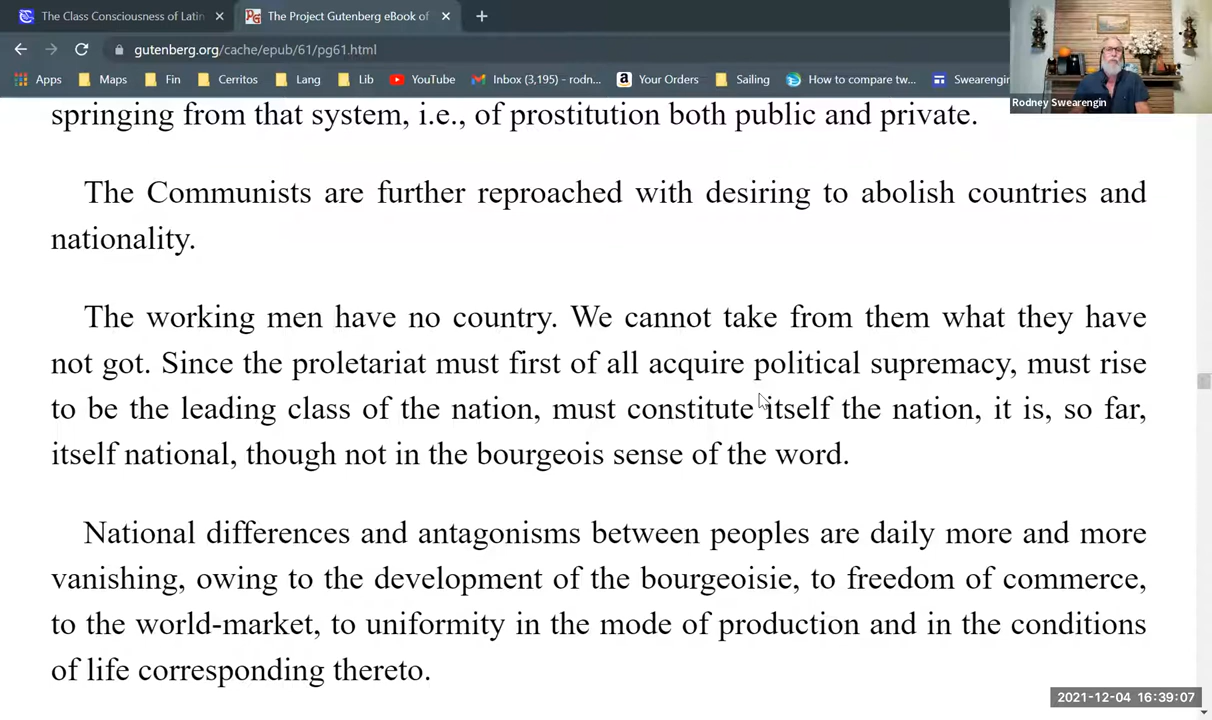 The Class Consciousness of Latin
The Project Gutenberg eBook of
gutenberg.org/cache/epub/61/pg61.html
Apps Maps Fin Cerritos Lang Lib YouTube Inbox (3,195) - rodn... Your Orders Sailing How to compare tw... Swearengin
Rodney Swearengin
springing from that system, i.e., of prostitution both public and private.
The Communists are further reproached with desiring to abolish countries and
nationality.
The working men have no country. We cannot take from them what they have
not got. Since the proletariat must first of all acquire political supremacy, must rise
to be the leading class of the nation, must constitute itself the nation, it is, so far,
itself national, though not in the bourgeois sense of the word.
National differences and antagonisms between peoples are daily more and more
vanishing, owing to the development of the bourgeoisie, to freedom of commerce,
to the world-market, to uniformity in the mode of production and in the conditions
of life corresponding thereto.
2021-12-04 16:39:07